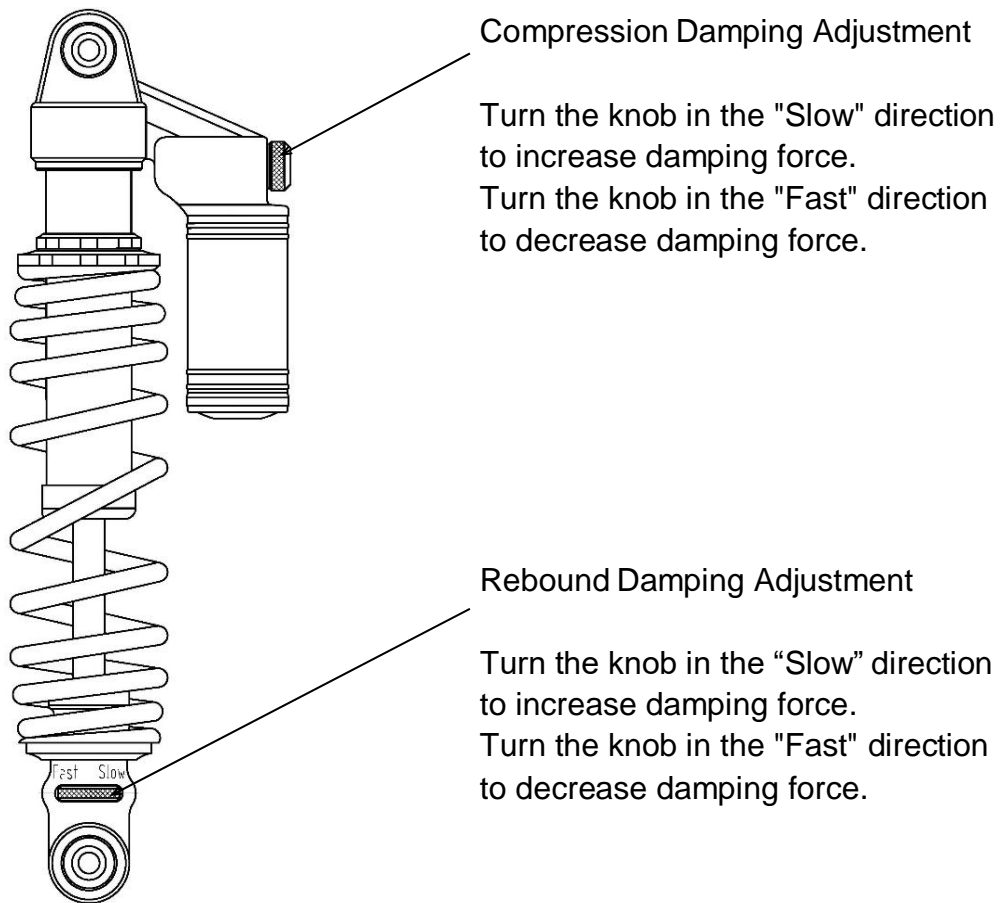 Compression Damping Adjustment
Turn the knob in the "Slow" direction
to increase damping force.
Turn the knob in the "Fast" direction
to decrease damping force.
Rebound Damping Adjustment
Turn the knob in the “Slow” direction
to increase damping force.
Turn the knob in the "Fast" direction
to decrease damping force.
Fast Slow